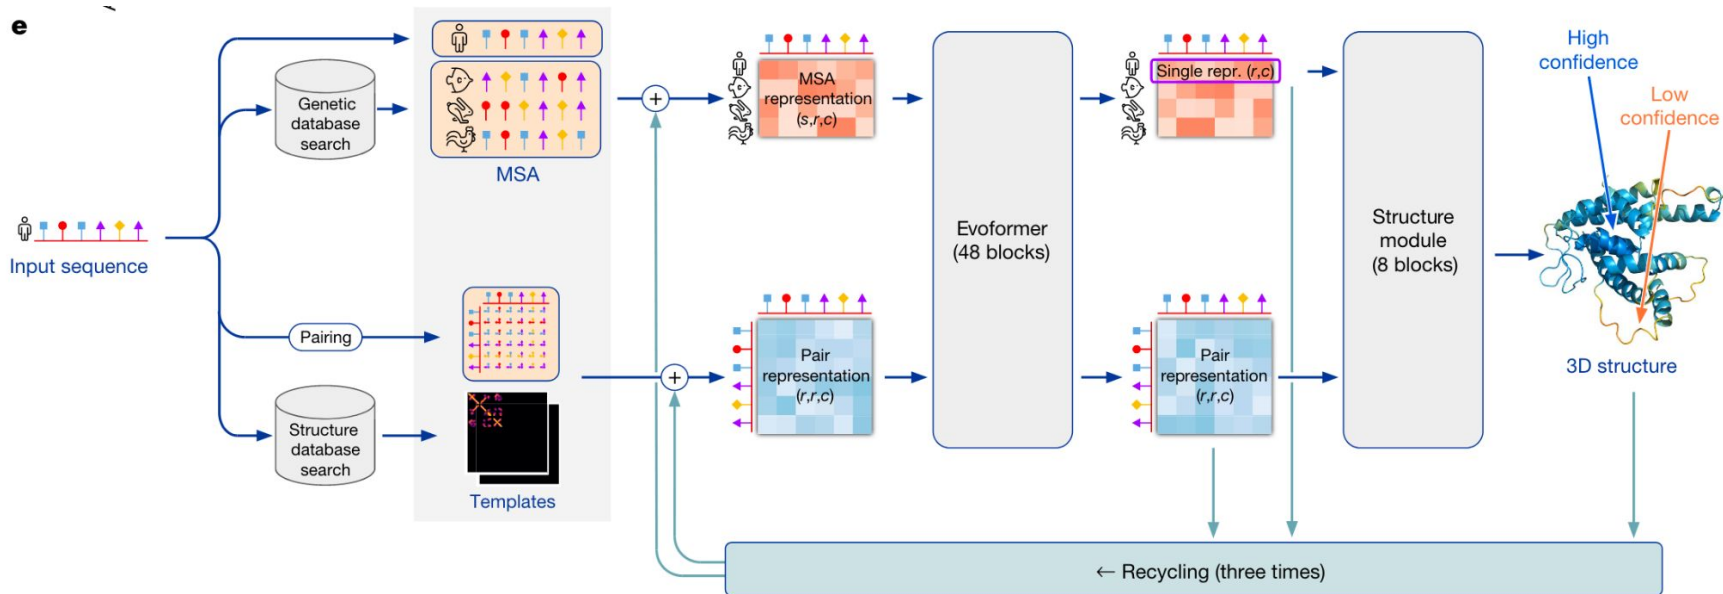 e
Input sequence
Genetic
database
search
Pairing
Structure
database
search
MSA
Templates
+
+
MSA
representation
(s,r,c)
Pair
representation
(r,r,c)
Evoformer
(48 blocks)
Single repr. (r,c)
Pair
representation
(r,r,c)
Structure
module
(8 blocks)
High
confidence
Low
confidence
3D structure
← Recycling (three times)